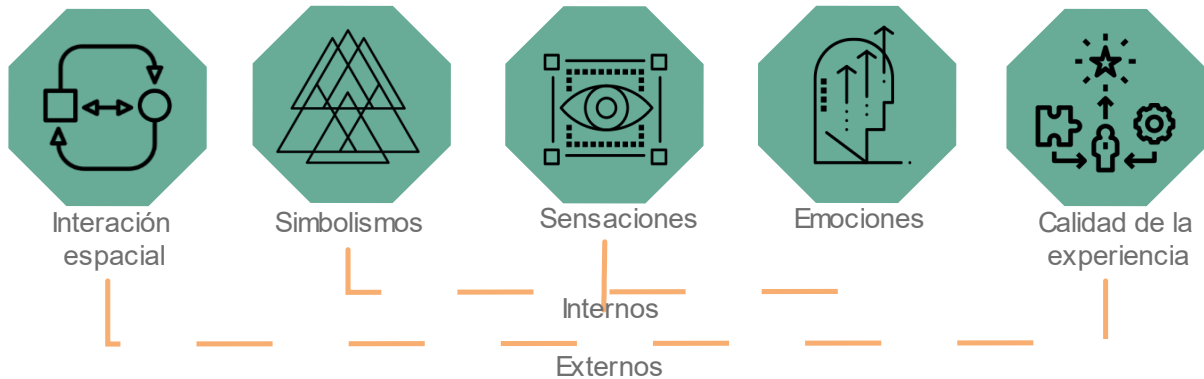 Interación
espacial
Simbolismos
Sensaciones
Emociones
Calidad de la
experiencia
Internos
Externos